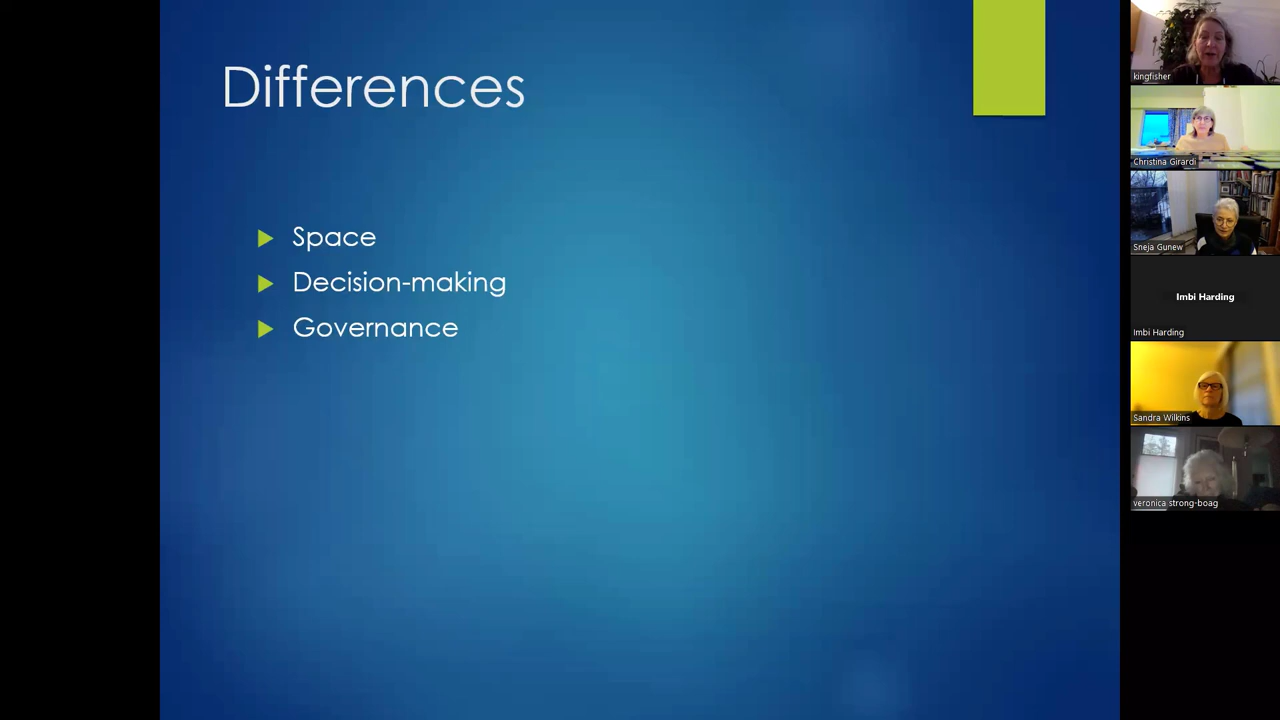 Differences
Space
Decision-making
Governance
kingfisher
Christina Girardi
Sneja Gunew
Imbi Harding
Imbi Harding
Sandra Wilkins
veronica strong-boag